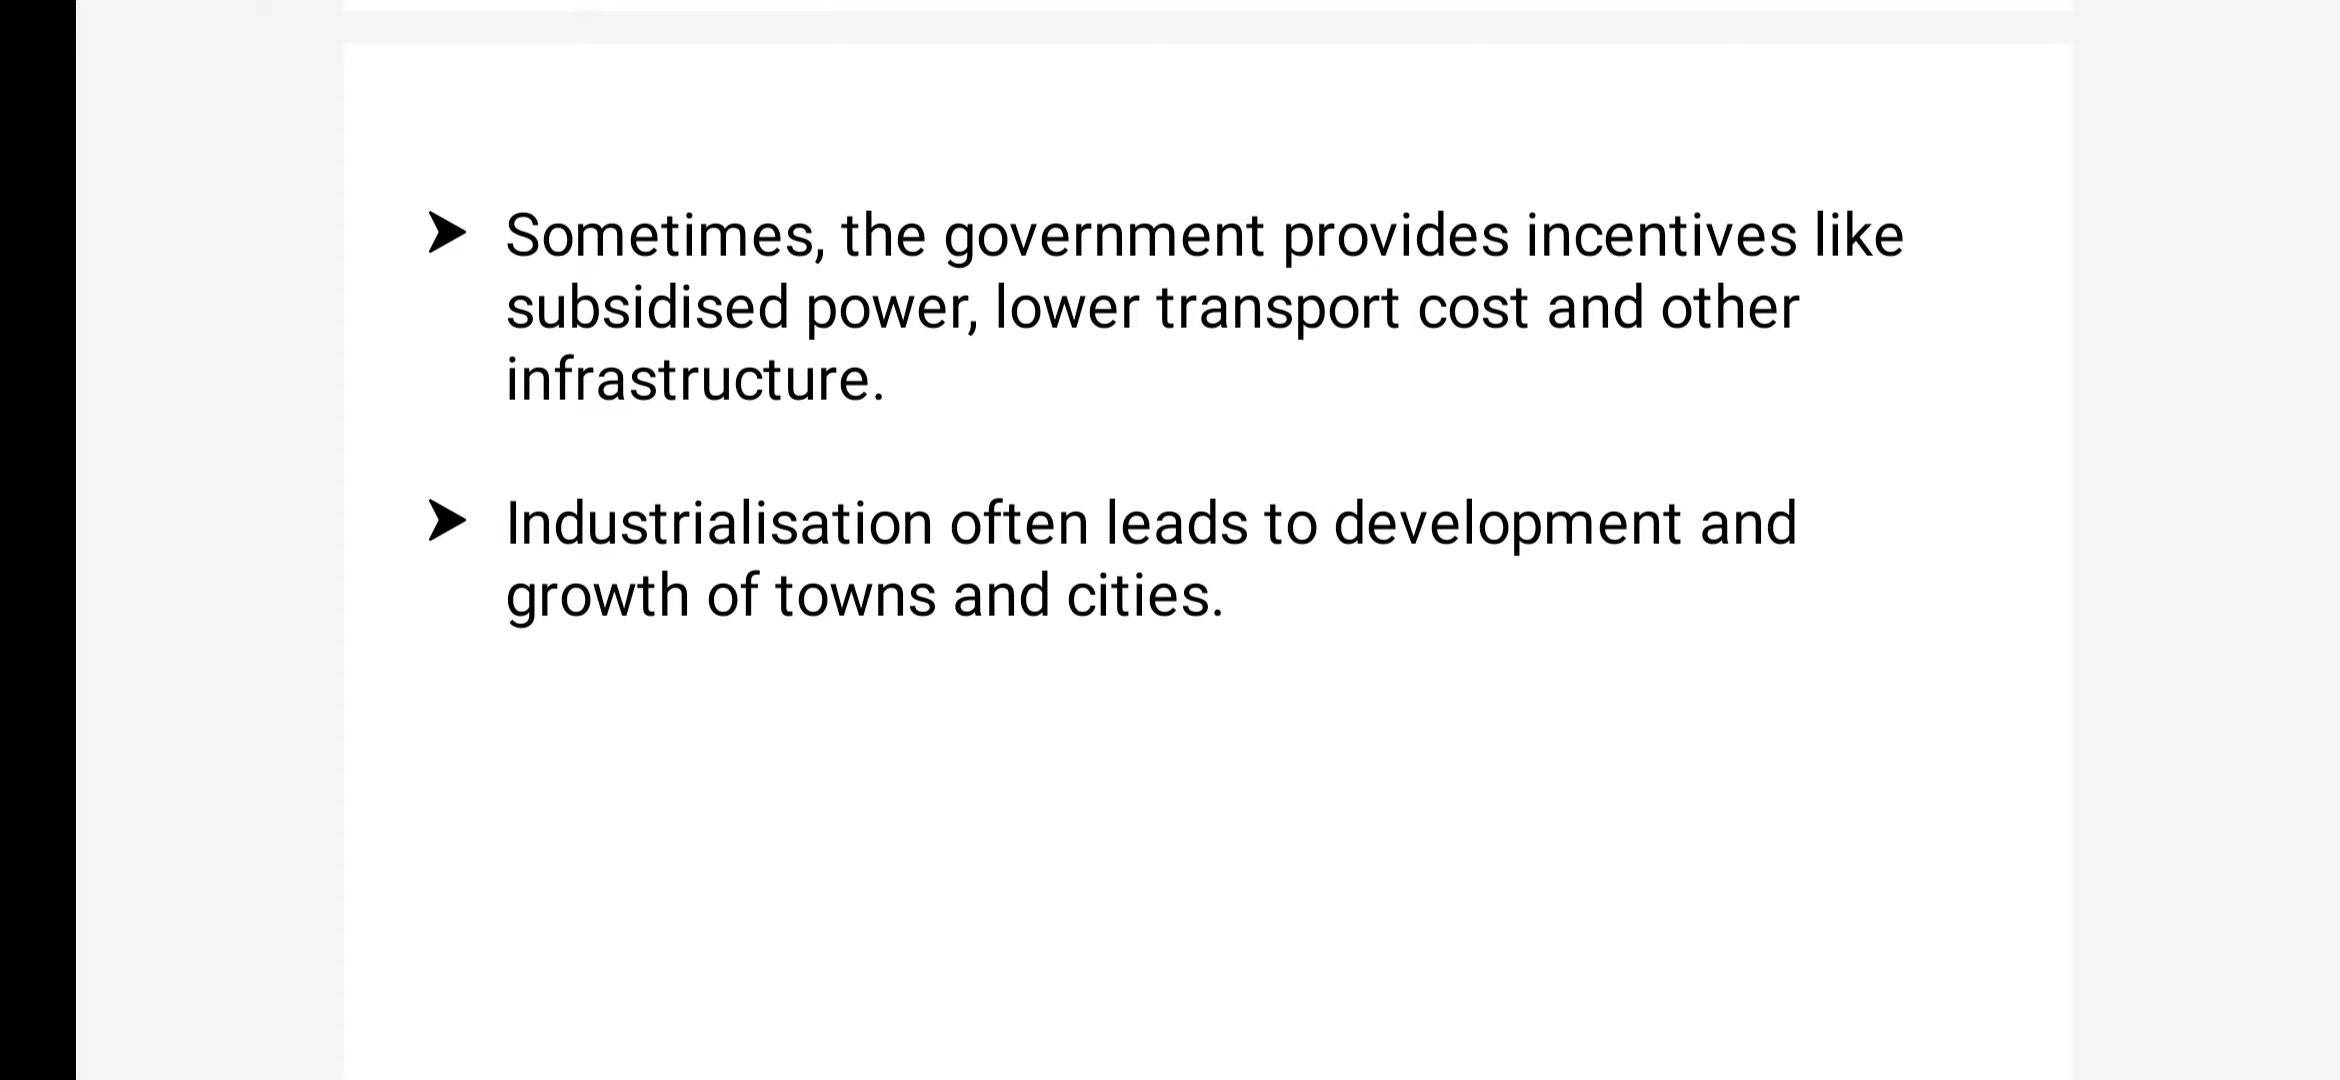 ➤ Sometimes, the government provides incentives like
subsidised power, lower transport cost and other
infrastructure.
➤ Industrialisation often leads to development and
growth of towns and cities.